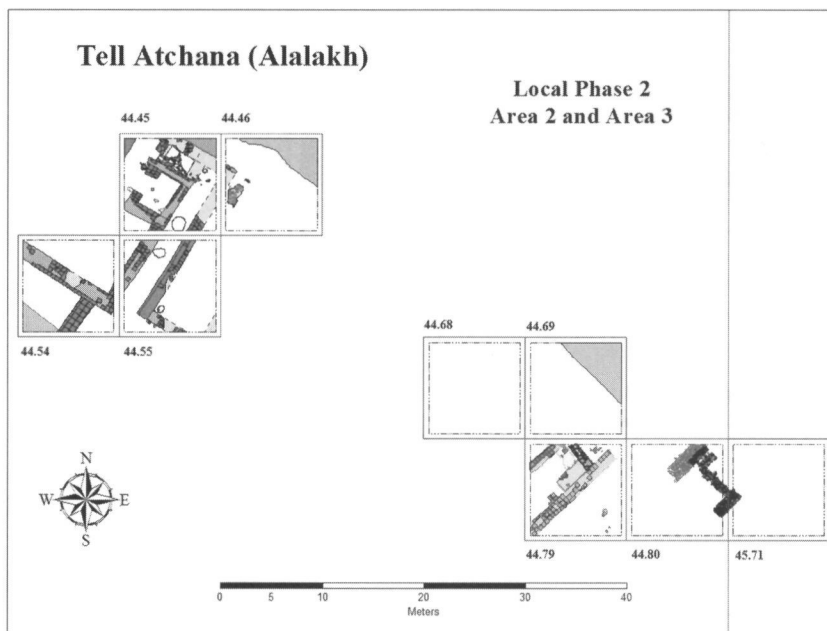 Tell Atchana (Alalakh)
Local Phase 2
Area 2 and Area 3
44.45
44.46
44.54
44.55
44.68
44.69
44.79
44.80
45.71
N
W
E
S
0
10
20
30
40
Meters